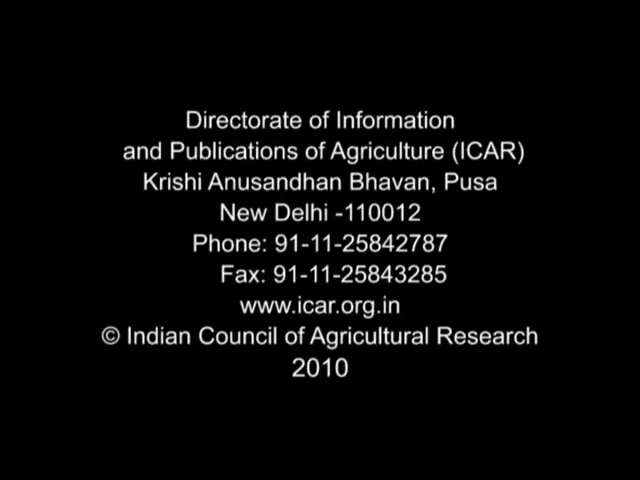 Directorate of Information
and Publications of Agriculture (ICAR)
Krishi Anusandhan Bhavan, Pusa
New Delhi -110012
Phone: 91-11-25842787
Fax: 91-11-25843285
www.icar.org.in
© Indian Council of Agricultural Research
2010